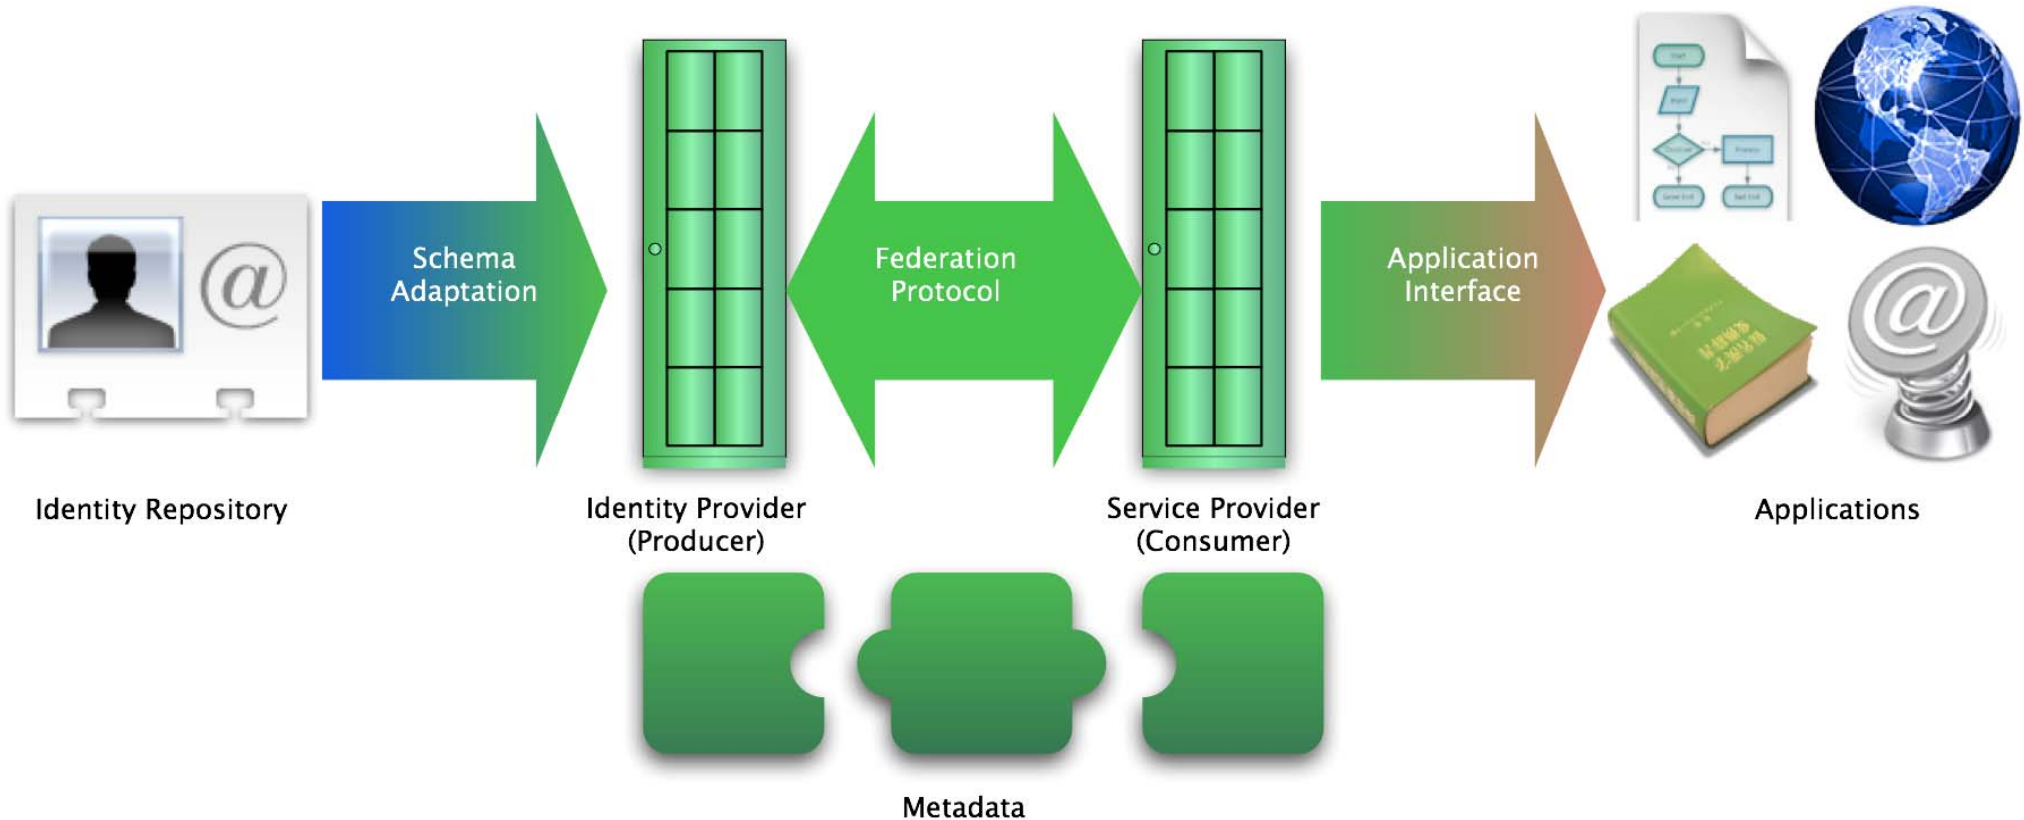 Schema
Adaptation
Federation
Protocol
Application
Interface
@
@
Identity Repository
Identity Provider
(Producer)
Service Provider
(Consumer)
Applications
Metadata